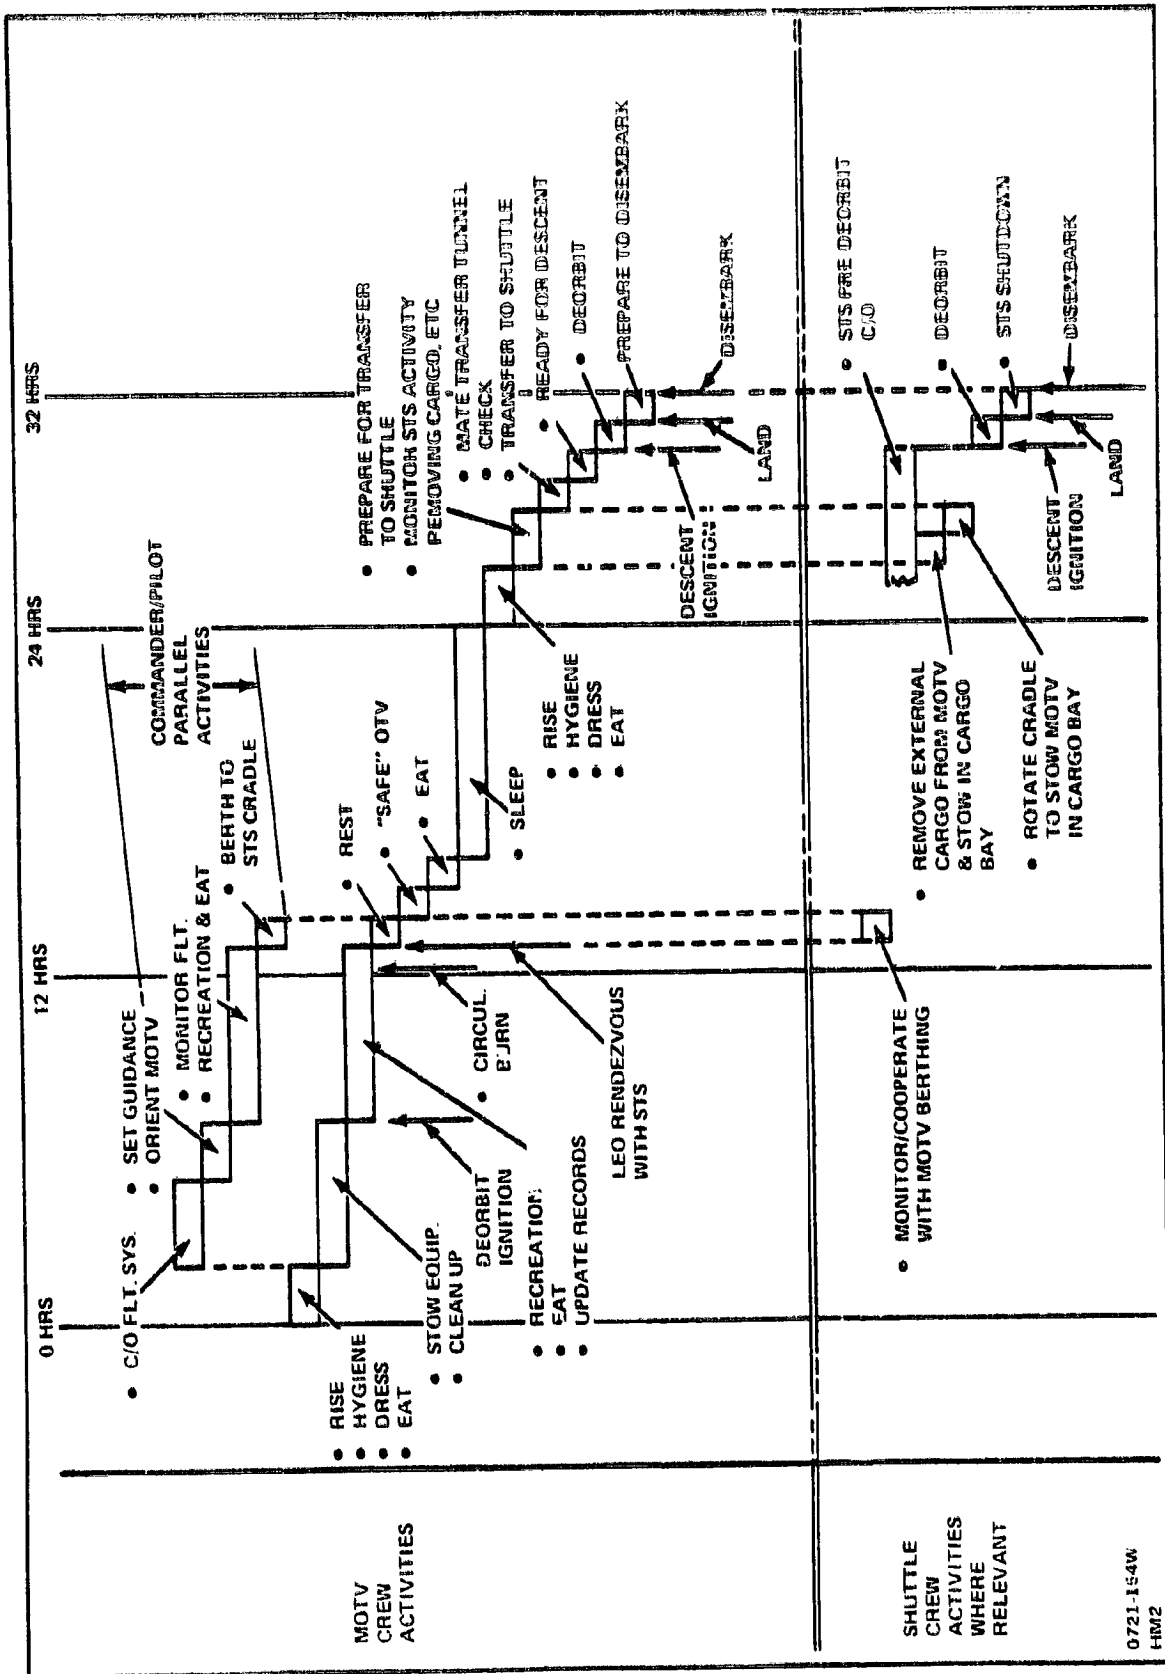 0 HRS
12 HRS
24 HRS
32 HRS
COMMANDER/PILOT
PARALLEL
ACTIVITIES
• C/O FLT. SYS.
• SET GUIDANCE
• ORIENT MOTV
• MONITOR FLT.
• RECREATION & EAT
• BERTH TO
STS CRADLE
MOTV
CREW
ACTIVITIES
• RISE
• HYGIENE
• DRESS
• EAT
• STOW EQUIP.
• CLEAN UP
DEORBIT
IGNITION
• RECREATION
• EAT
• UPDATE RECORDS
• CIRCUL.
BURN
LEO RENDEZVOUS
WITH STS
• REST
• "SAFE" OTV
• EAT
• SLEEP
• RISE
• HYGIENE
• DRESS
• EAT
• PREPARE FOR TRANSFER
TO SHUTTLE
• MONITOR STS ACTIVITY
REMOVING CARGO, ETC
• MATE TRANSFER TUNNEL
• CHECK
• TRANSFER TO SHUTTLE
• READY FOR DESCENT
• DEORBIT
PREPARE TO DISEMBARK
DESCENT
IGNITION
LAND
DISEMBARK
SHUTTLE
CREW
ACTIVITIES
WHERE
RELEVANT
• MONITOR/COOPERATE
WITH MOTV BERTHING
• REMOVE EXTERNAL
CARGO FROM MOTV
& STOW IN CARGO
BAY
• ROTATE CRADLE
TO STOW MOTV
IN CARGO BAY
• STS PRE DEORBIT
C/O
• DEORBIT
• STS SHUTDOWN
DESCENT
IGNITION
LAND
DISEMBARK
0721-154W
HM2